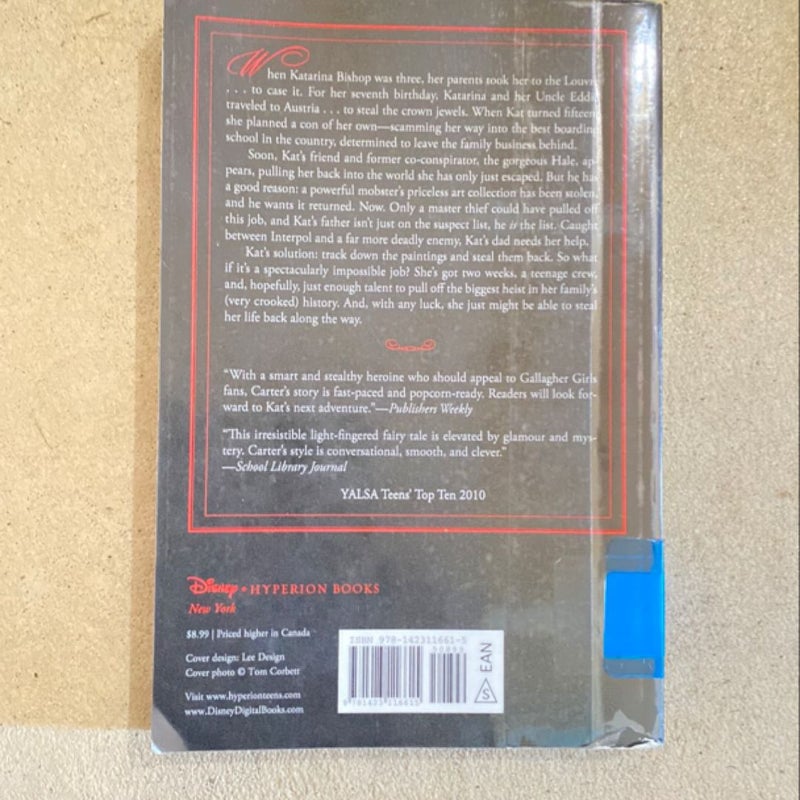 When Katarina Bishop was three, her parents took her to the Louvre
. . . to case it. For her seventh birthday, Katarina and her Uncle Eddie
traveled to Austria . . . to steal the crown jewels. When Kat turned fifteen,
she planned a con of her own—scamming her way into the best boarding
school in the country, determined to leave the family business behind.
Soon, Kat's friend and former co-conspirator, the gorgeous Hale, ap-
pears, pulling her back into the world she has only just escaped. But he has
a good reason: a powerful mobster's priceless art collection has been stolen,
and he wants it returned. Now. Only a master thief could have pulled off
this job, and Kat's father isn't just on the suspect list, he is the list. Caught
between Interpol and a far more deadly enemy, Kat's dad needs her help.
Kat's solution: track down the paintings and steal them back. So what
if it's a spectacularly impossible job? She's got two weeks, a teenage crew,
and, hopefully, just enough talent to pull off the biggest heist in her family's
(very crooked) history. And, with any luck, she just might be able to steal
her life back along the way.
“With a smart and stealthy heroine who should appeal to Gallagher Girls
fans, Carter's story is fast-paced and popcorn-ready. Readers will look for-
ward to Kat's next adventure.”—Publishers Weekly
“This irresistible light-fingered fairy tale is elevated by glamour and mys-
tery. Carter's style is conversational, smooth, and clever.”
—School Library Journal
YALSA Teens' Top Ten 2010
Disney • HYPERION BOOKS
New York
$8.99 | Priced higher in Canada
Cover design: Lee Design
Cover photo © Tom Corbett
Visit www.hyperionteens.com
www.DisneyDigitalBooks.com
ISBN 978-142311661-5
50899
9 781423 116615
EAN
S